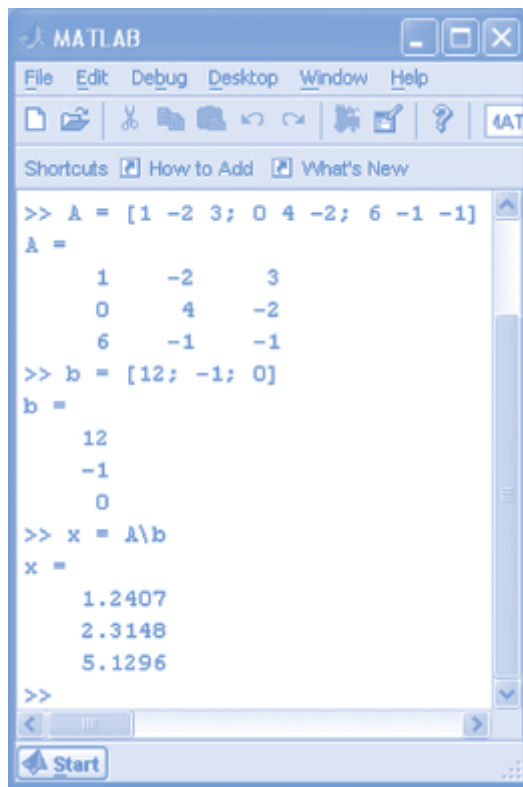 MATLAB
File Edit Debug Desktop Window Help
Shortcuts How to Add What's New
>> A = [1 -2 3; 0 4 -2; 6 -1 -1]
A =
1 -2 3
0 4 -2
6 -1 -1
>> b = [12; -1; 0]
b =
12
-1
0
>> x = A\b
x =
1.2407
2.3148
5.1296
>>
Start